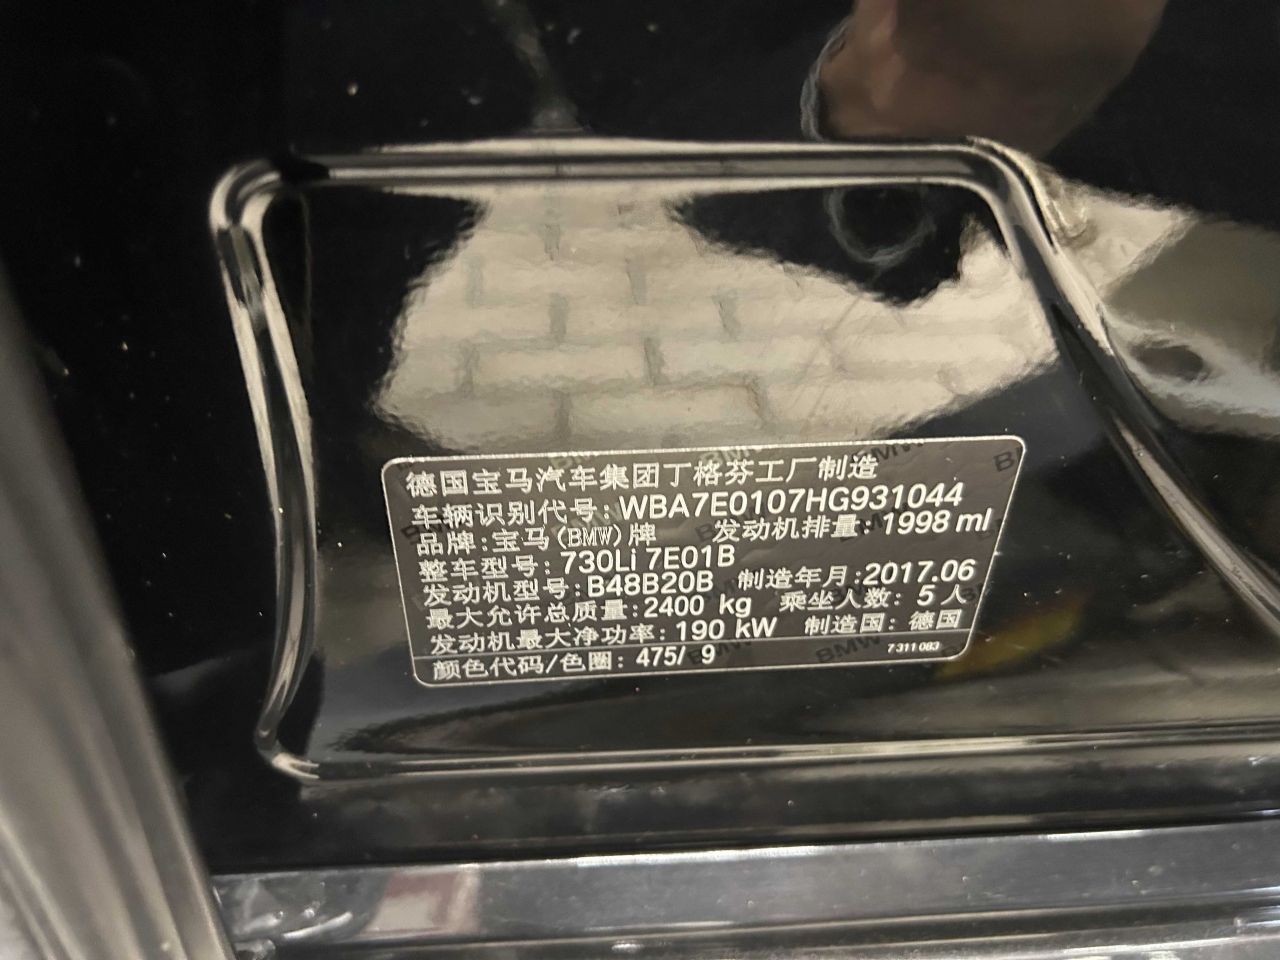 德国宝马汽车集团丁格芬工厂制造
车辆识别代号: WBA7E0107HG931044
品牌: 宝马(BMW)牌 发动机排量: 1998 ml
整车型号: 730Li 7E01B
发动机型号: B48B20B 制造年月: 2017.06
最大允许总质量: 2400 kg 乘坐人数: 5 人
发动机最大净功率: 190 kW 制造国: 德国
颜色代码/色圈: 475/ 9 7 311 083